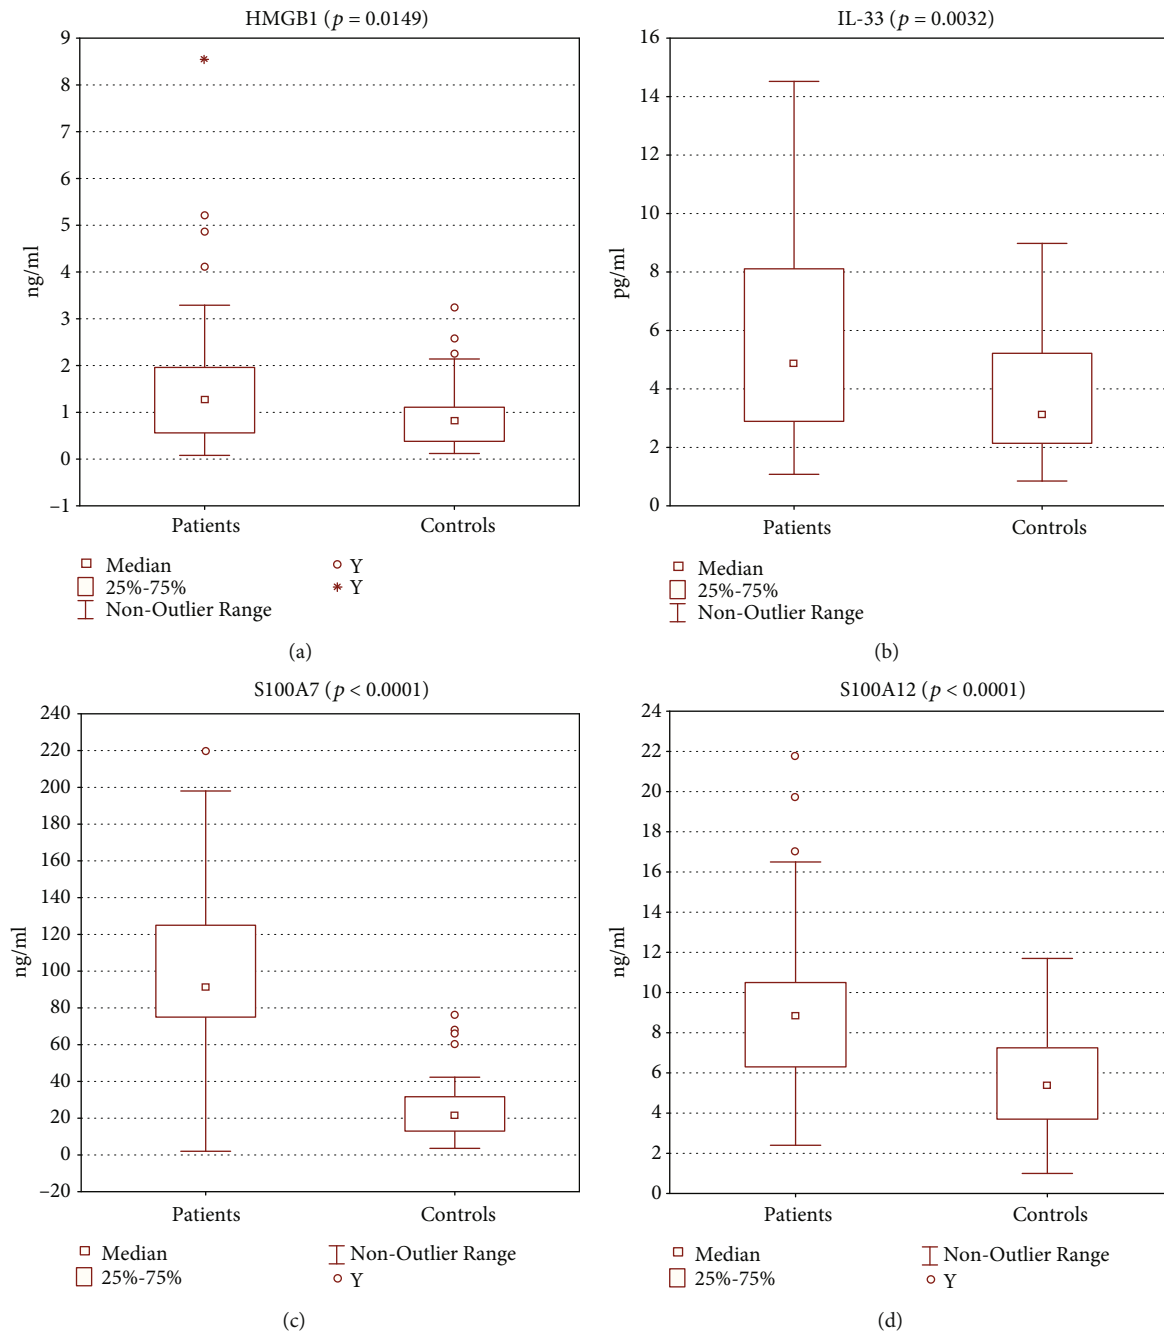 HMGB1 (p = 0.0149)
9
8
7
6
5
4
3
2
1
0
–1
ng/ml
Patients
Controls
Median
25%-75%
Non-Outlier Range
Y
Y
(a)
IL-33 (p = 0.0032)
16
14
12
10
8
6
4
2
0
pg/ml
Patients
Controls
Median
25%-75%
Non-Outlier Range
(b)
S100A7 (p < 0.0001)
240
220
200
180
160
140
120
100
80
60
40
20
0
–20
ng/ml
Patients
Controls
Median
25%-75%
Non-Outlier Range
Y
(c)
S100A12 (p < 0.0001)
24
22
20
18
16
14
12
10
8
6
4
2
0
ng/ml
Patients
Controls
Median
25%-75%
Non-Outlier Range
Y
(d)